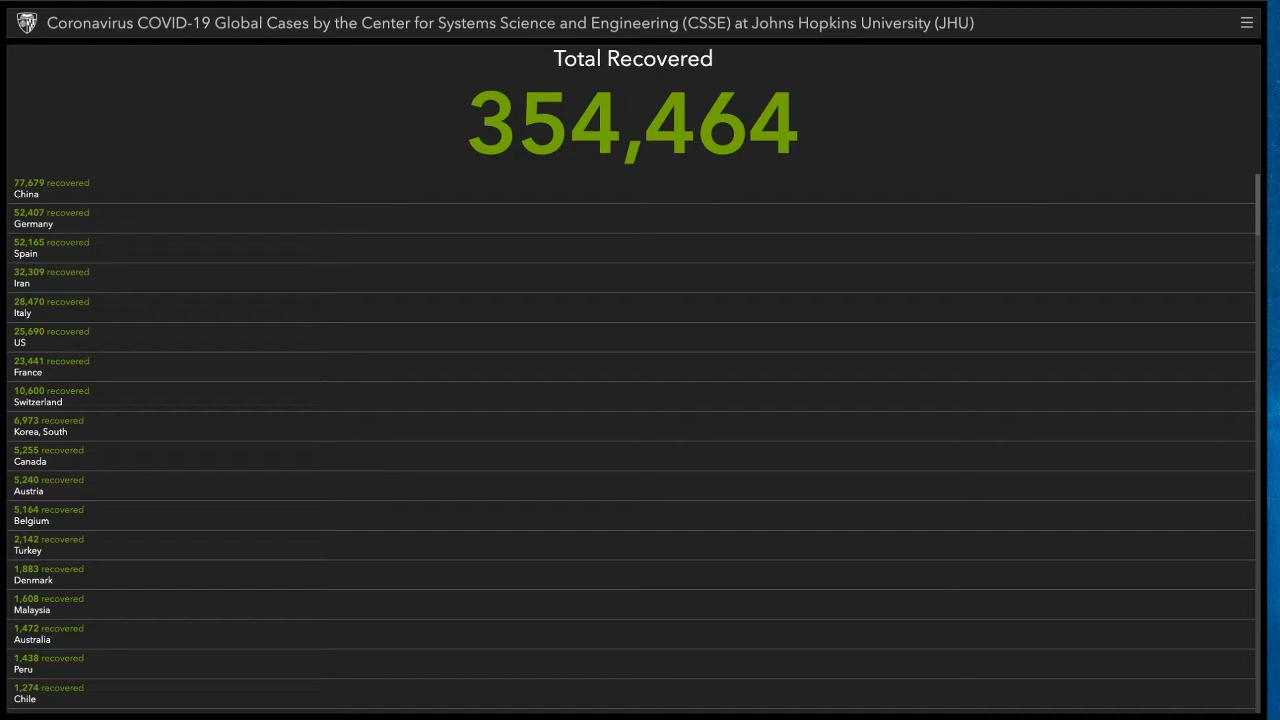 Coronavirus COVID-19 Global Cases by the Center for Systems Science and Engineering (CSSE) at Johns Hopkins University (JHU)
Total Recovered
354,464
77,679 recovered
China
52,407 recovered
Germany
52,165 recovered
Spain
32,309 recovered
Iran
28,470 recovered
Italy
25,690 recovered
US
23,441 recovered
France
10,600 recovered
Switzerland
6,973 recovered
Korea, South
5,255 recovered
Canada
5,240 recovered
Austria
5,164 recovered
Belgium
2,142 recovered
Turkey
1,883 recovered
Denmark
1,608 recovered
Malaysia
1,472 recovered
Australia
1,438 recovered
Peru
1,274 recovered
Chile